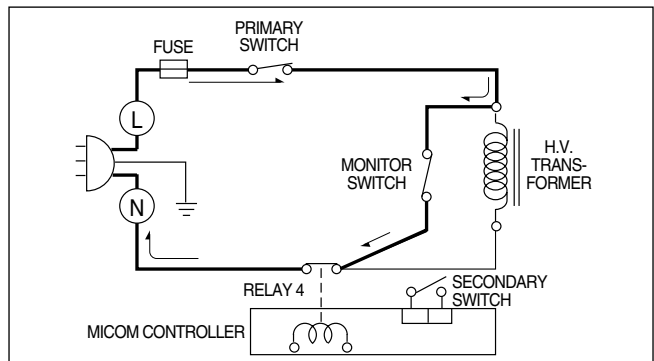 PRIMARY
SWITCH
FUSE
L
H.V.
TRANS-
FORMER
MONITOR
SWITCH
N
RELAY 4
SECONDARY
SWITCH
MICOM CONTROLLER